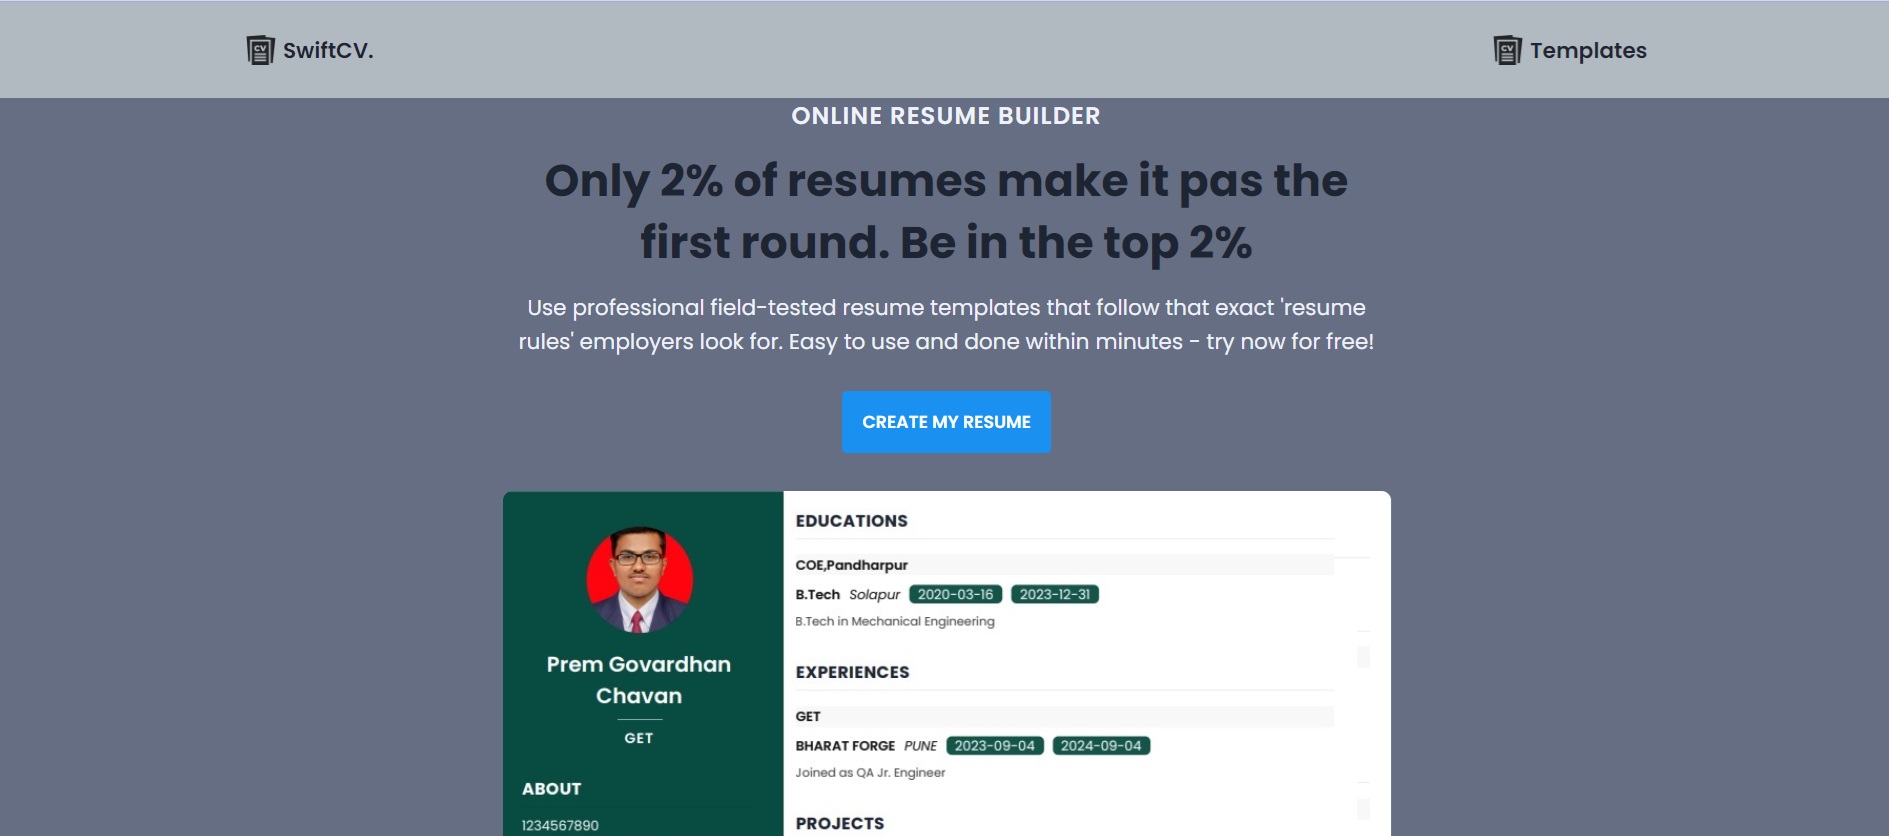 SwiftCV.
Templates
ONLINE RESUME BUILDER
Only 2% of resumes make it pas the
first round. Be in the top 2%
Use professional field-tested resume templates that follow that exact 'resume
rules' employers look for. Easy to use and done within minutes - try now for free!
CREATE MY RESUME
Prem Govardhan
Chavan
GET
ABOUT
1234567890
EDUCATIONS
COE,Pandharpur
B.Tech Solapur 2020-03-16 2023-12-31
B.Tech in Mechanical Engineering
EXPERIENCES
GET
BHARAT FORGE PUNE 2023-09-04 2024-09-04
Joined as QA Jr. Engineer
PROJECTS